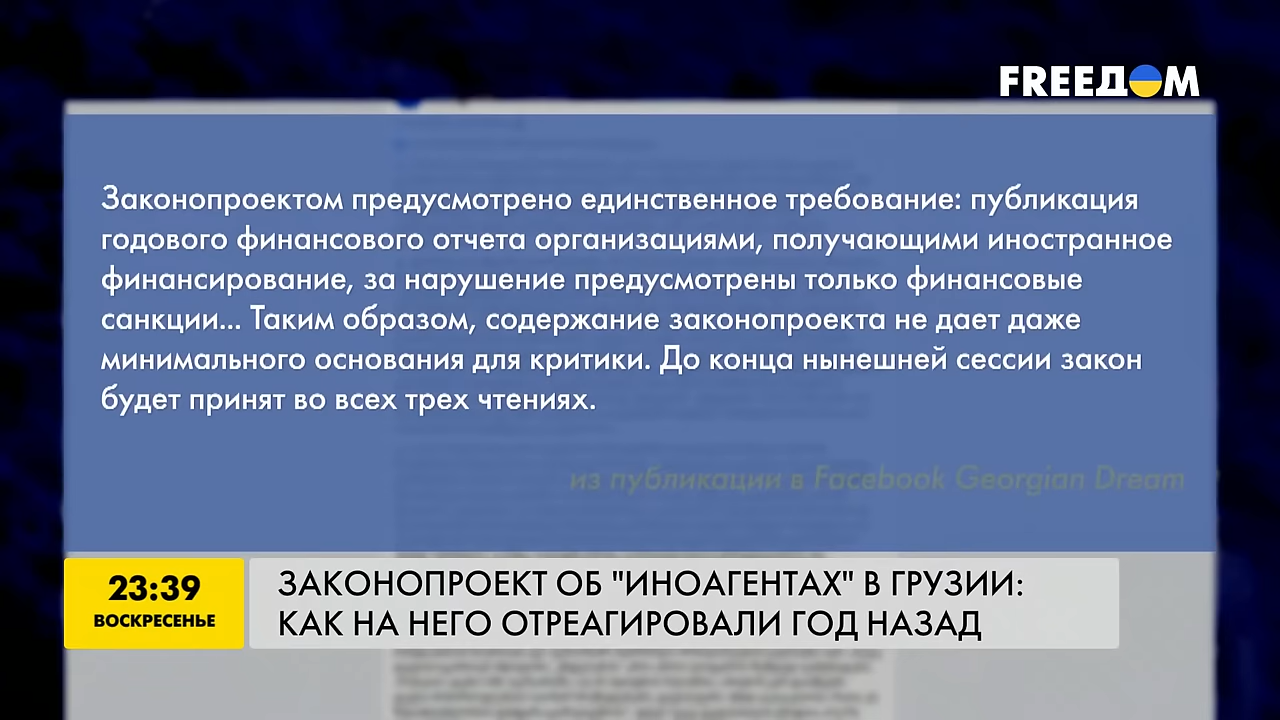 FREEДОМ
Законопроектом предусмотрено единственное требование: публикация
годового финансового отчета организациями, получающими иностранное
финансирование, за нарушение предусмотрены только финансовые
санкции... Таким образом, содержание законопроекта не дает даже
минимального основания для критики. До конца нынешней сессии закон
будет принят во всех трех чтениях.
из публикации в Facebook Georgian Dream
23:39
ВОСКРЕСЕНЬЕ
ЗАКОНОПРОЕКТ ОБ "ИНОАГЕНТАХ" В ГРУЗИИ:
КАК НА НЕГО ОТРЕАГИРОВАЛИ ГОД НАЗАД